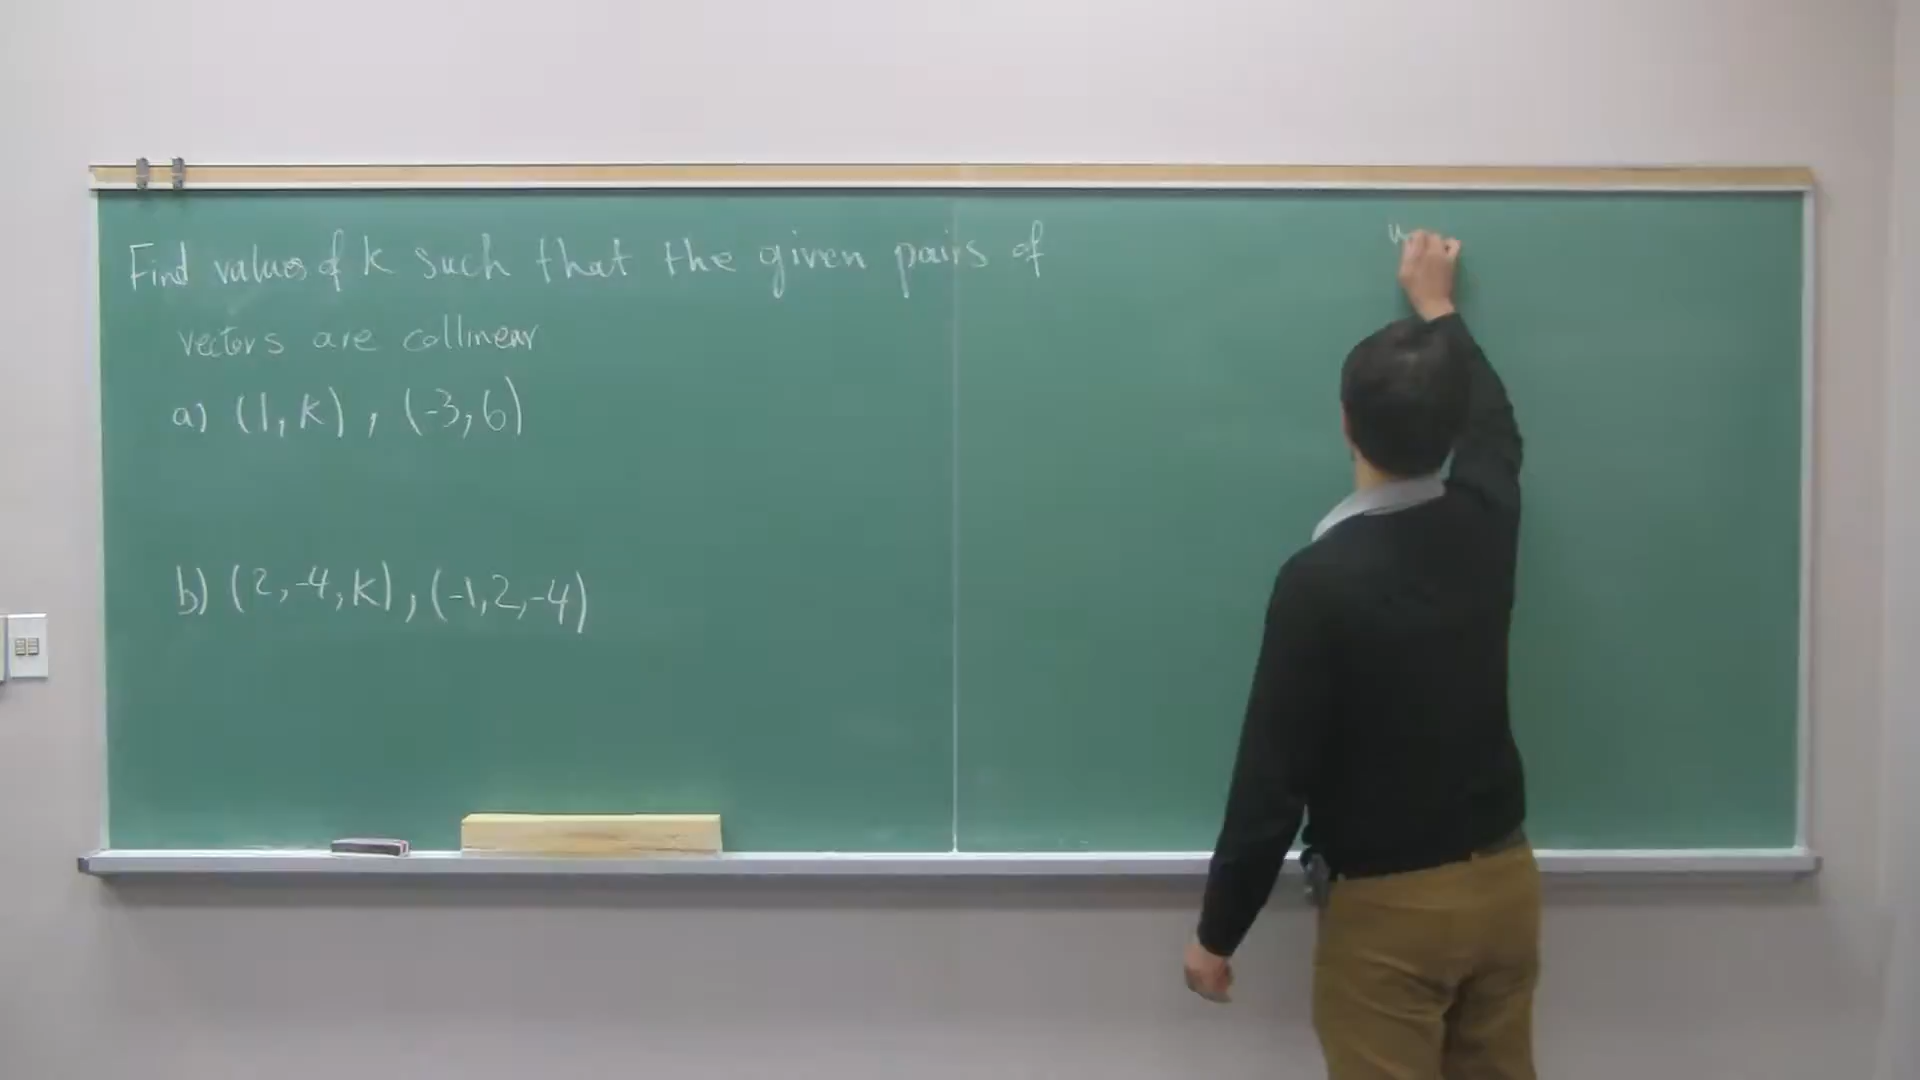 Find values of k such that the given pairs of
vectors are collinear
a) (1, k) , (-3, 6)
b) (2, -4, k) , (-1, 2, -4)